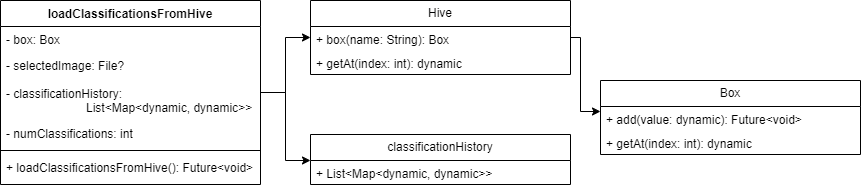 loadClassificationsFromHive
- box: Box
- selectedImage: File?
- classificationHistory:
List<Map<dynamic, dynamic>>
- numClassifications: int
+ loadClassificationsFromHive(): Future<void>
Hive
+ box(name: String): Box
+ getAt(index: int): dynamic
classificationHistory
+ List<Map<dynamic, dynamic>>
Box
+ add(value: dynamic): Future<void>
+ getAt(index: int): dynamic